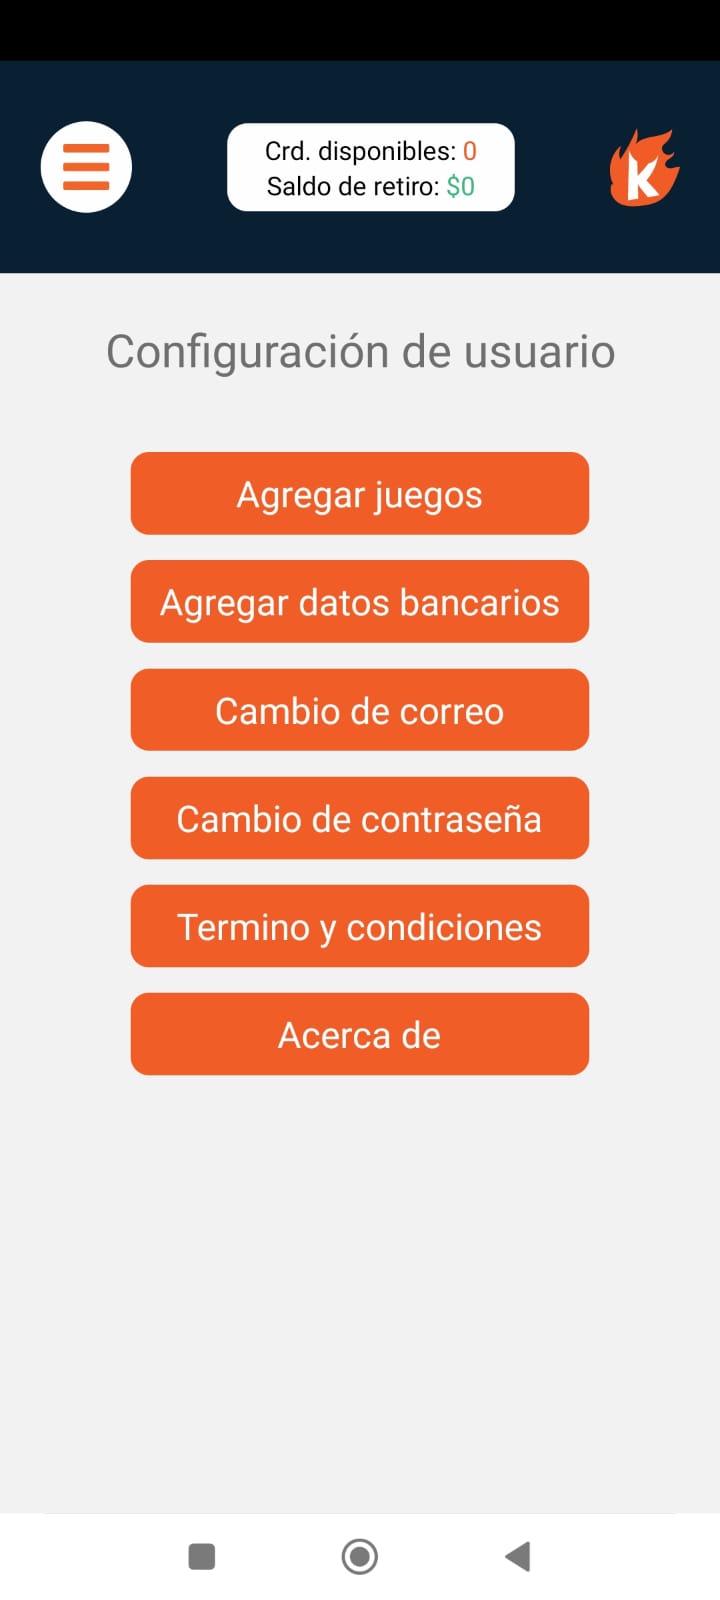 Crd. disponibles: 0
Saldo de retiro: $0
K
Configuración de usuario
Agregar juegos
Agregar datos bancarios
Cambio de correo
Cambio de contraseña
Termino y condiciones
Acerca de